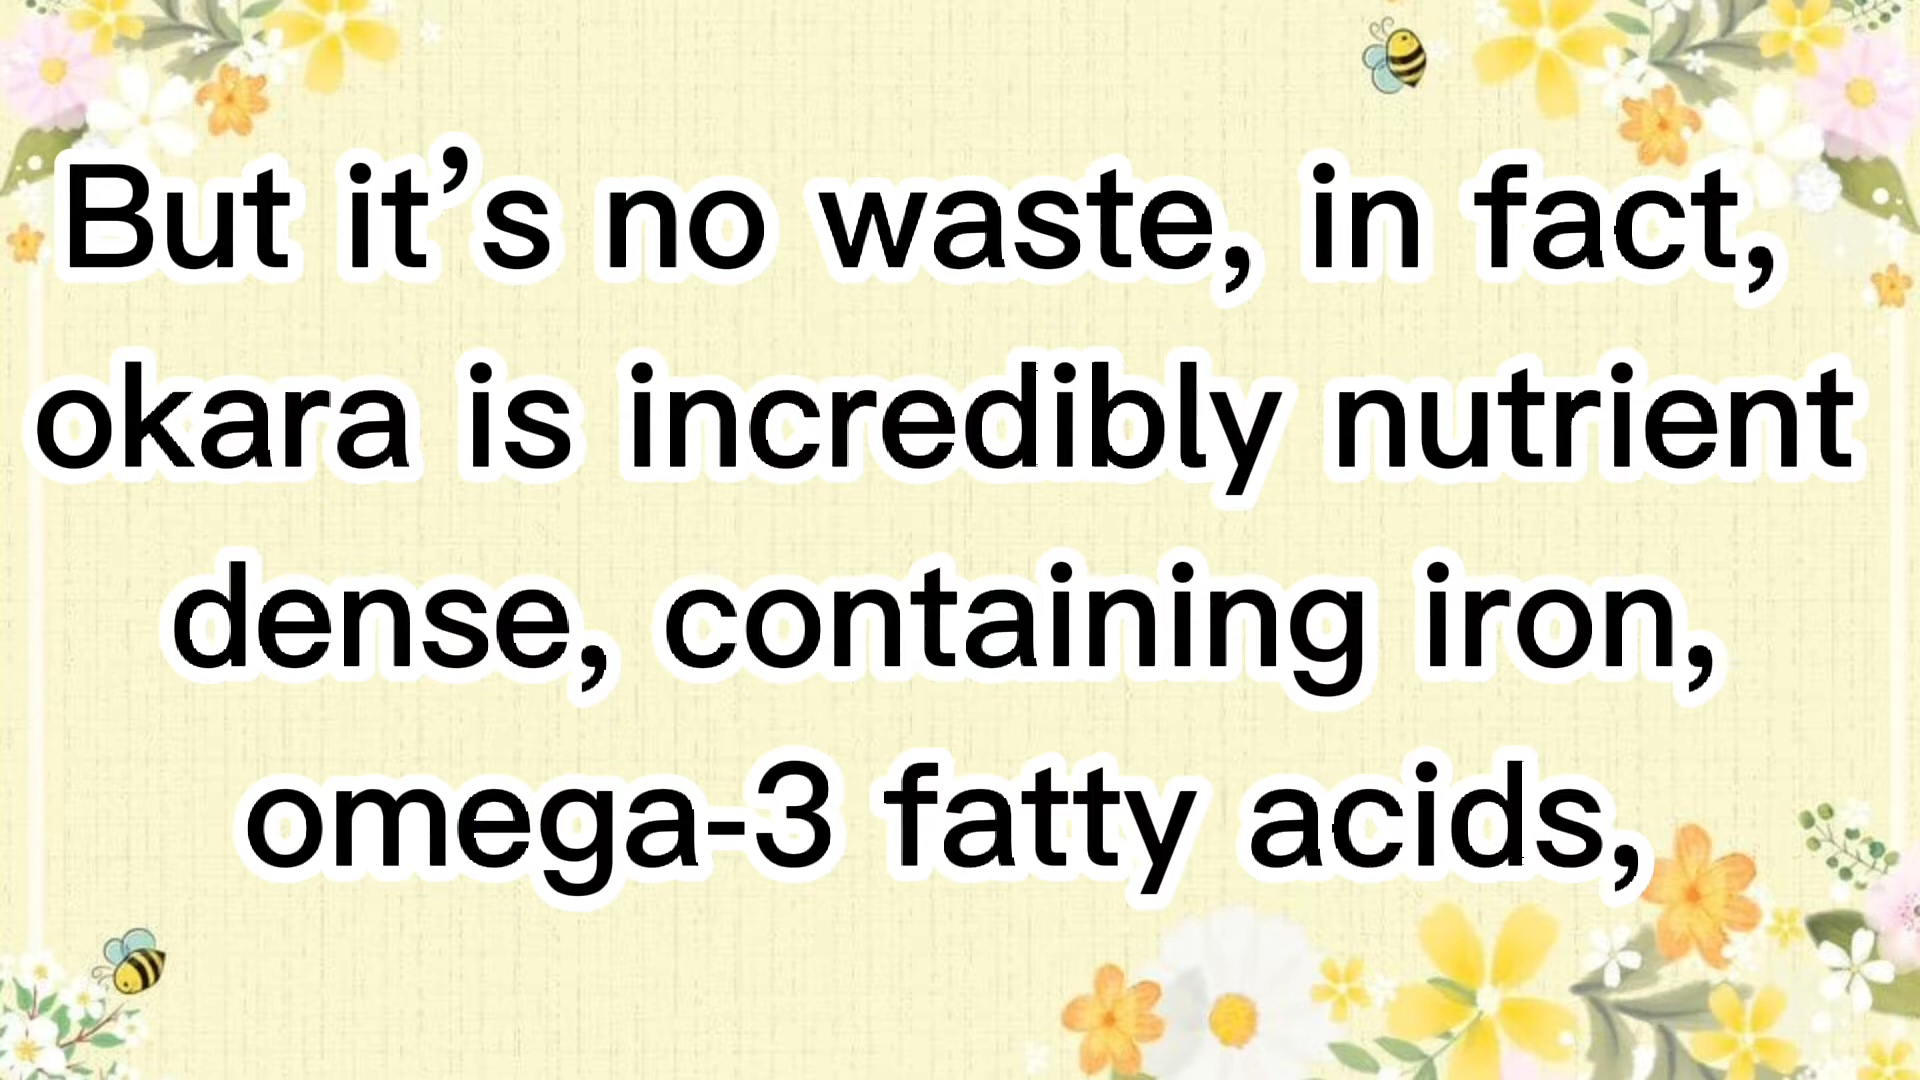 But it’s no waste, in fact,
okara is incredibly nutrient
dense, containing iron,
omega-3 fatty acids,